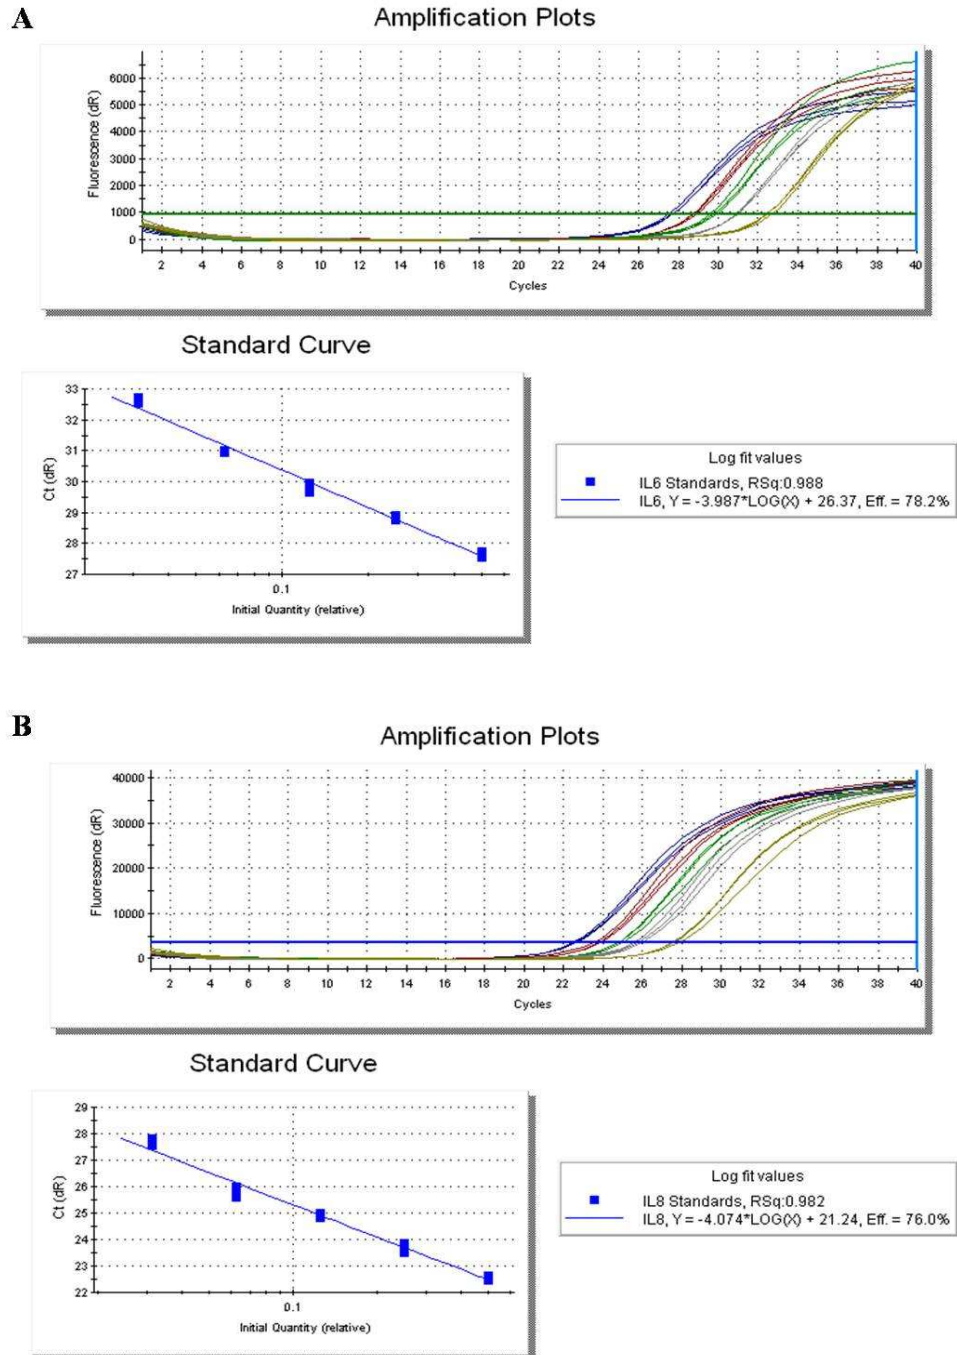 A
Amplification Plots
Fluorescence (dR)
6000
5000
4000
3000
2000
1000
0
2 4 6 8 10 12 14 16 18 20 22 24 26 28 30 32 34 36 38 40
Cycles
Standard Curve
Ct (dR)
33
32
31
30
29
28
27
0.1
Initial Quantity (relative)
Log fit values
IL6 Standards, RSq:0.988
IL6, Y = -3.987*LOG(X) + 26.37, Eff. = 78.2%
B
Amplification Plots
Fluorescence (dR)
40000
30000
20000
10000
0
2 4 6 8 10 12 14 16 18 20 22 24 26 28 30 32 34 36 38 40
Cycles
Standard Curve
Ct (dR)
29
28
27
26
25
24
23
22
0.1
Initial Quantity (relative)
Log fit values
IL8 Standards, RSq:0.982
IL8, Y = -4.074*LOG(X) + 21.24, Eff. = 76.0%